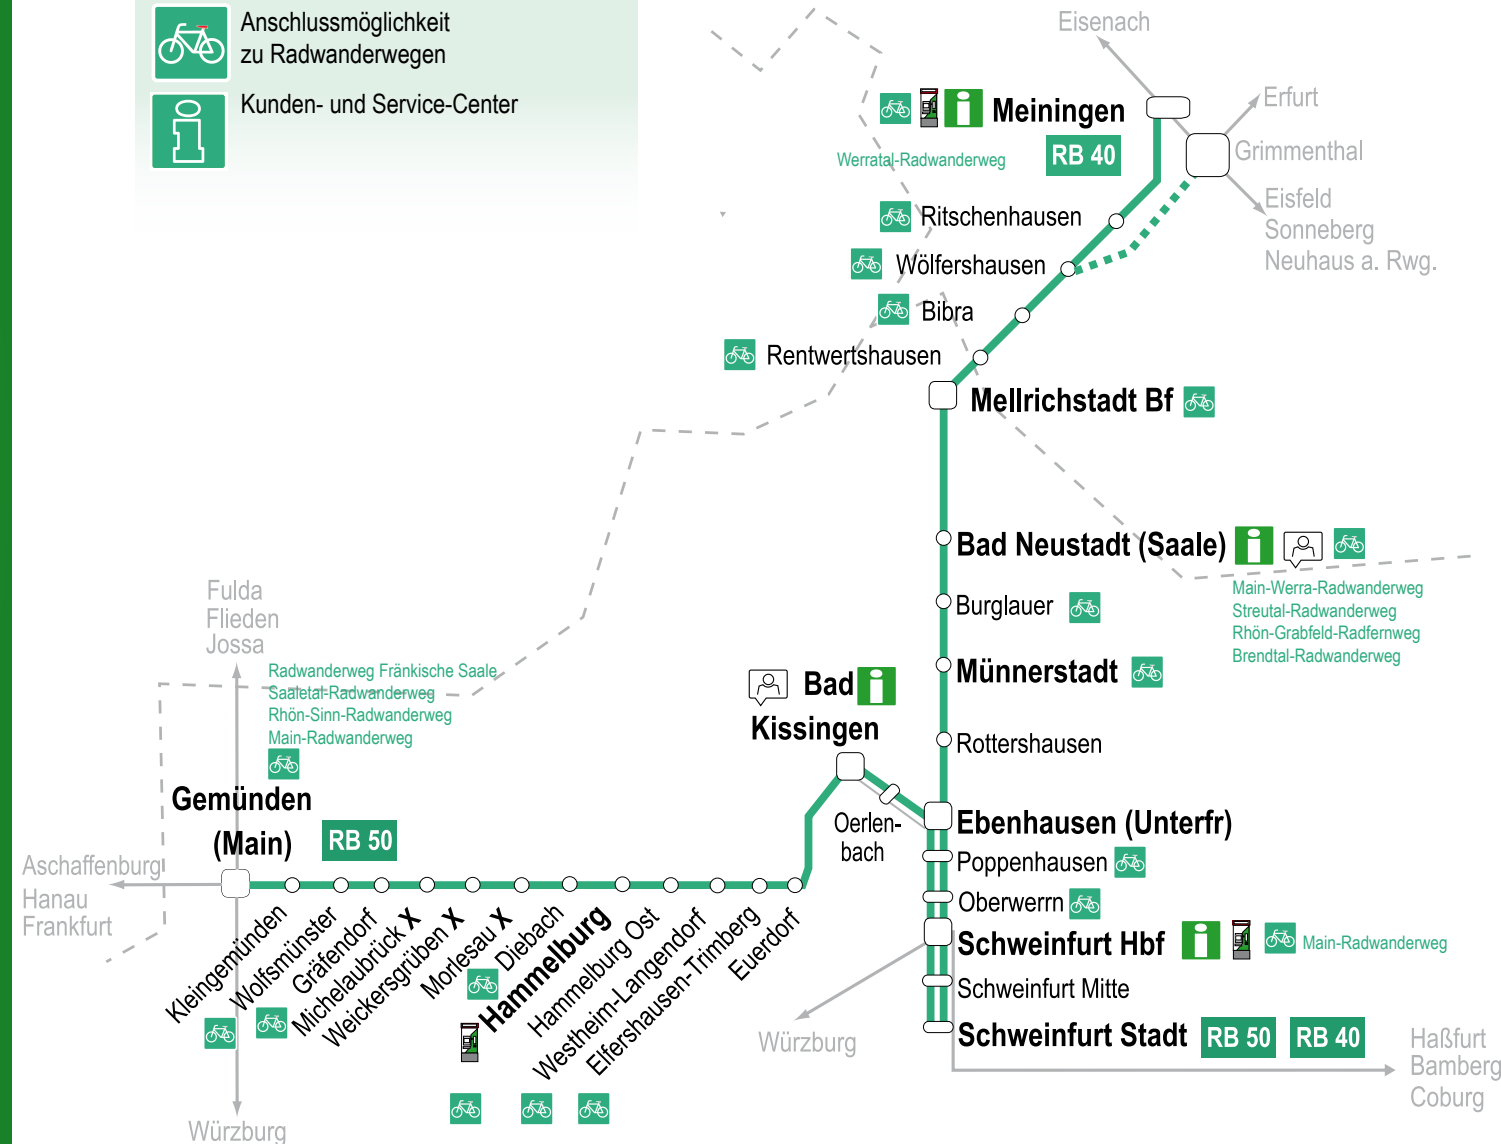 Anschlussmöglichkeit
zu Radwanderwegen
Kunden- und Service-Center
Eisenach
Erfurt
Meiningen
Werratal-Radwanderweg
RB 40
Grimmenthal
Eisfeld
Sonneberg
Neuhaus a. Rwg.
Ritschenhausen
Wölfershausen
Bibra
Rentwertshausen
Mellrichstadt Bf
Bad Neustadt (Saale)
Main-Werra-Radwanderweg
Streutal-Radwanderweg
Rhön-Grabfeld-Radfernweg
Brendtal-Radwanderweg
Burglauer
Münnerstadt
Rottershausen
Fulda
Flieden
Jossa
Radwanderweg Fränkische Saale
Saaletal-Radwanderweg
Rhön-Sinn-Radwanderweg
Main-Radwanderweg
Bad
Kissingen
Gemünden
(Main)
RB 50
Oerlen-
bach
Ebenhausen (Unterfr)
Poppenhausen
Oberwerrn
Schweinfurt Hbf
Main-Radwanderweg
Schweinfurt Mitte
Schweinfurt Stadt
RB 50
RB 40
Aschaffenburg
Hanau
Frankfurt
Kleingemünden
Wolfsmünster
Gräfendorf
Michelaubrück X
Weickersgrüben X
Morlesau X
Diebach
Hammelburg
Hammelburg Ost
Westheim-Langendorf
Elfershausen-Trimberg
Euerdorf
Würzburg
Würzburg
Haßfurt
Bamberg
Coburg